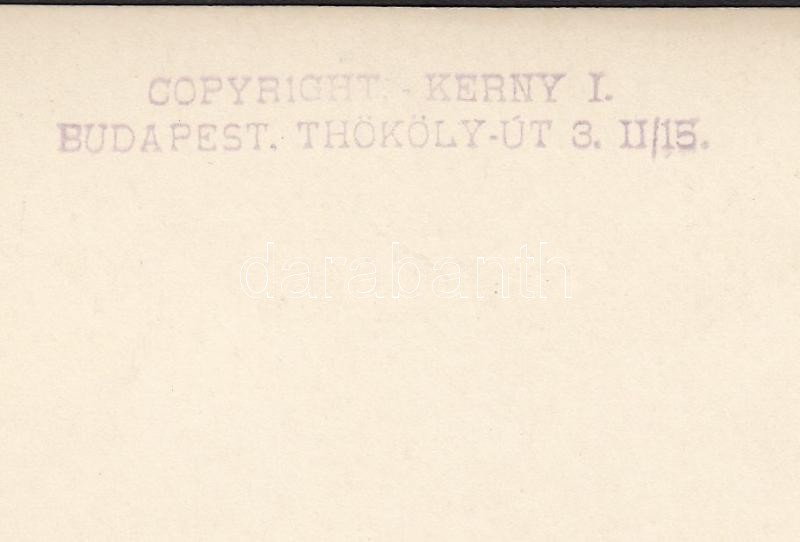 COPYRIGHT. - KERNY I.
BUDAPEST. THÖKÖLY-ÚT 3. II/15.
darabanth